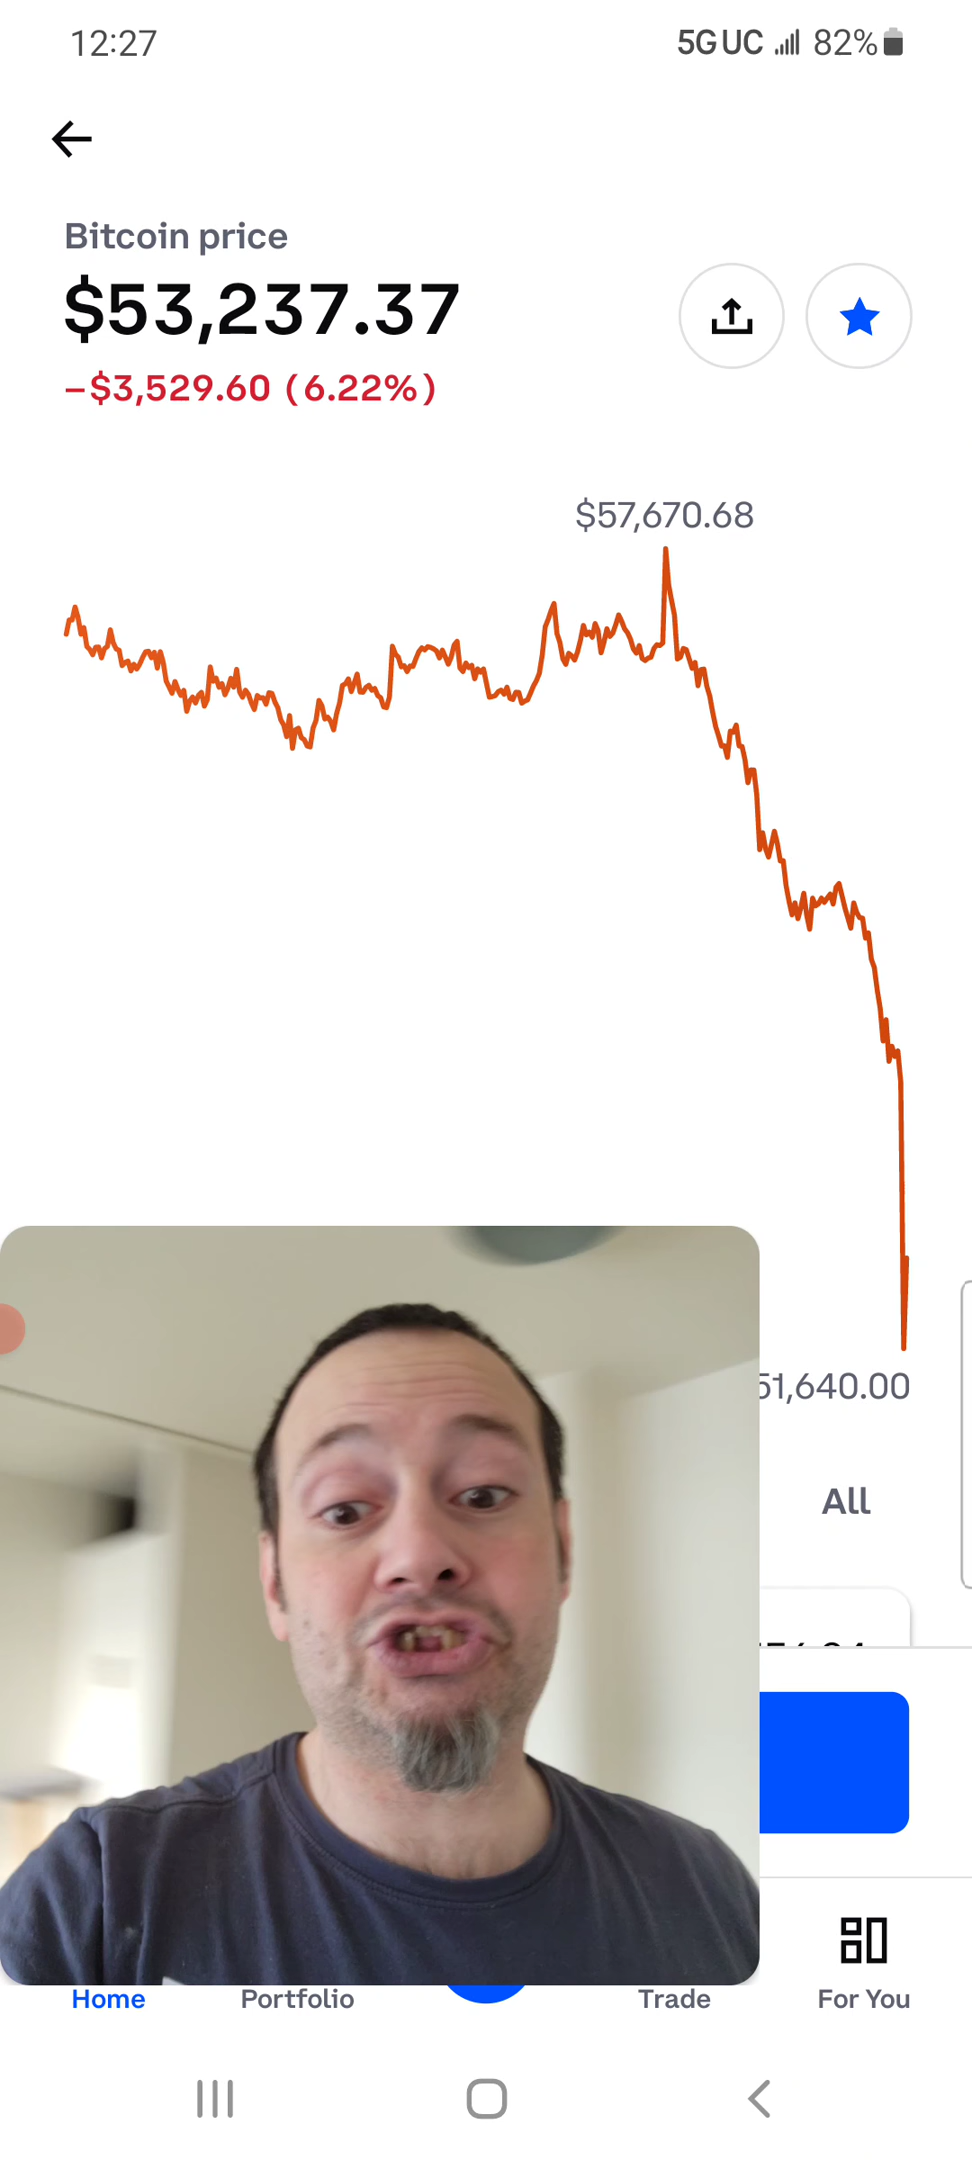 12:27
5G UC 82%
Bitcoin price
$53,237.37
−$3,529.60 (6.22%)
$57,670.68
51,640.00
All
Home
Portfolio
Trade
For You